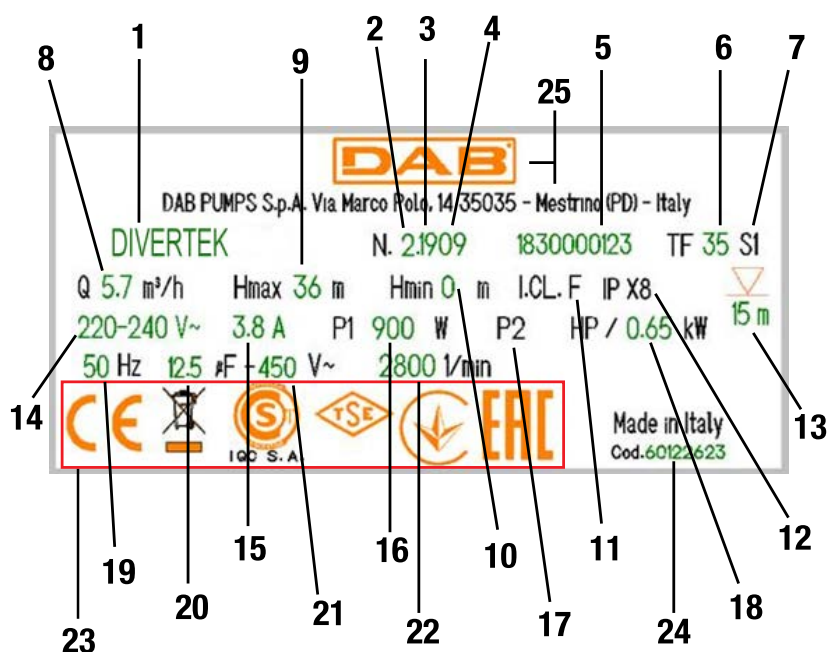 1 2 3 4 5 6 7
8 9 25
DAB
DAB PUMPS S.p.A. Via Marco Polo, 14 35035 - Mestrino (PD) - Italy
DIVERTEK N. 2.1909 1830000123 TF 35 S1
Q 5.7 m³/h Hmax 36 m Hmin 0 m I.CL. F IP X8
220-240 V~ 3.8 A P1 900 W P2 HP / 0.65 kW 15 m
50 Hz 12.5 µF - 450 V~ 2800 1/min
14 13
CE CST TSE EAC Made in Italy
IQC S.A. Cod.60122623
15 16 10 11 12
19 20 21 22 17 18
23 24